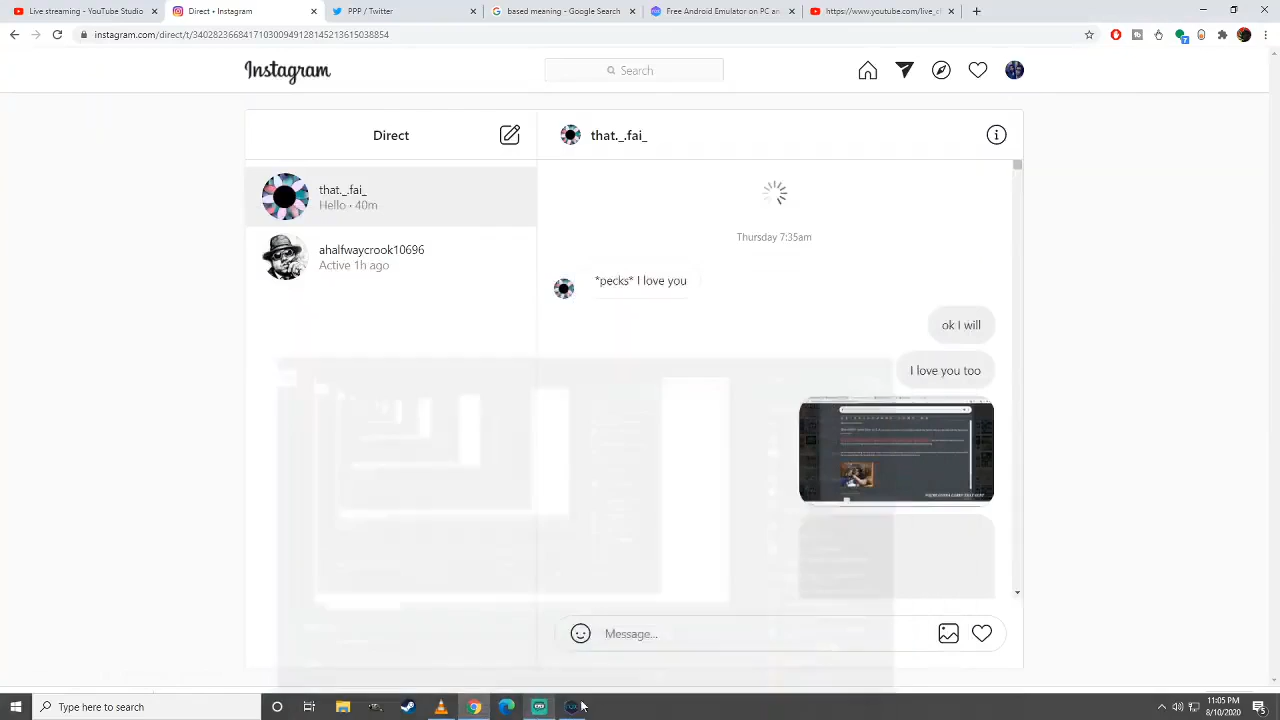 Live streaming - YouTube Studio
Direct • Instagram
PPP / Twitter
based meaning - Google Search
Free Android Emulator on PC an
https://www.youtube.com/live_cl
instagram.com/direct/t/340282366841710300949128145213615038854
Instagram
Search
Direct
that._.fai_
that._.fai_
Hello · 40m
ahalfwaycrook10696
Active 1h ago
Thursday 7:35am
*pecks* I love you
ok I will
I love you too
Message...
Type here to search
11:05 PM
8/10/2020